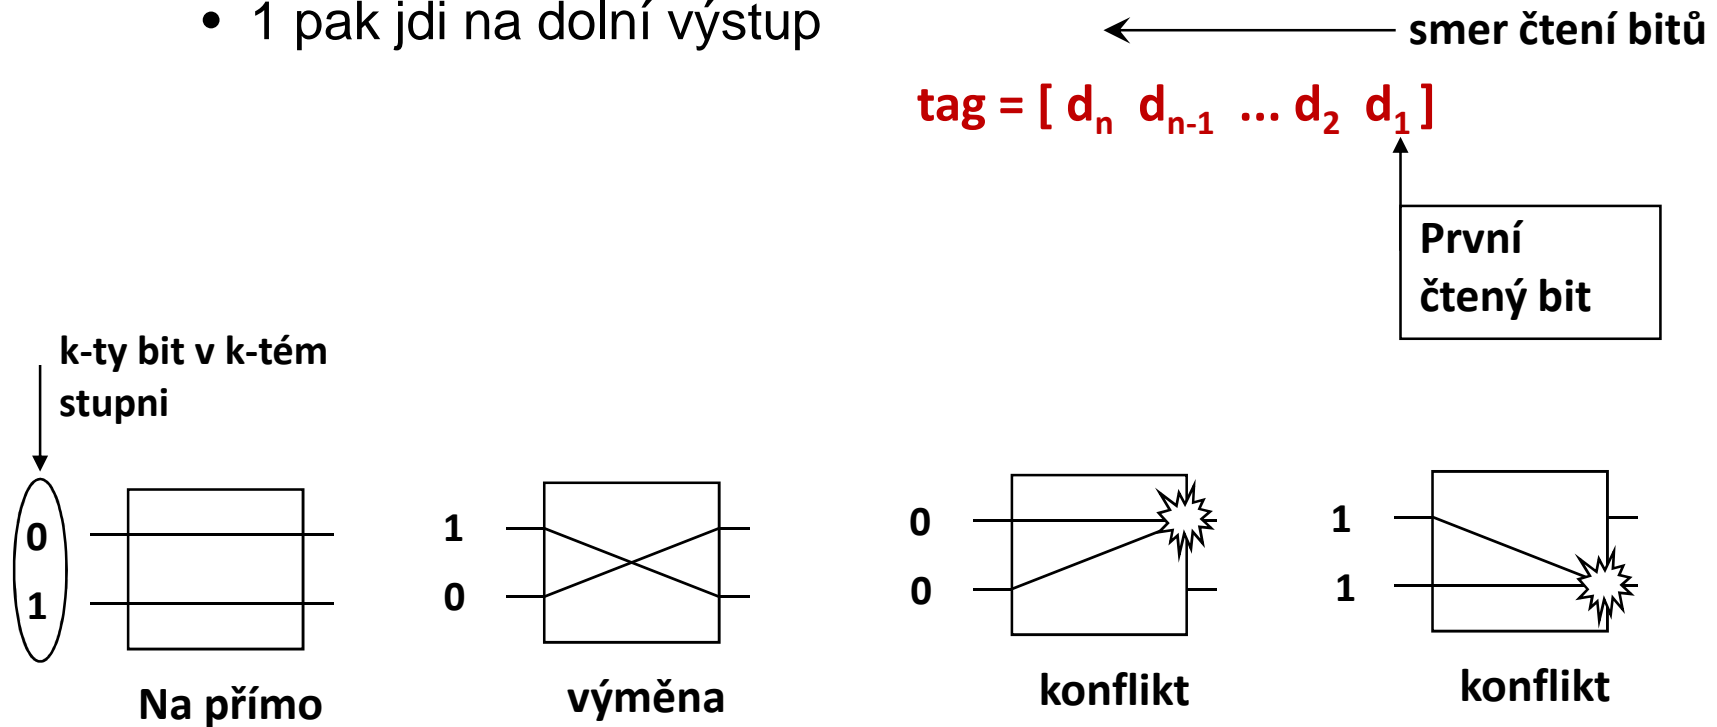 • 1 pak jdi na dolní výstup
smer čtení bitů
tag = [ dn dn-1 ... d2 d1 ]
První
čtený bit
k-ty bit v k-tém
stupni
0
1
1
0
0
0
1
1
Na přímo
výměna
konflikt
konflikt